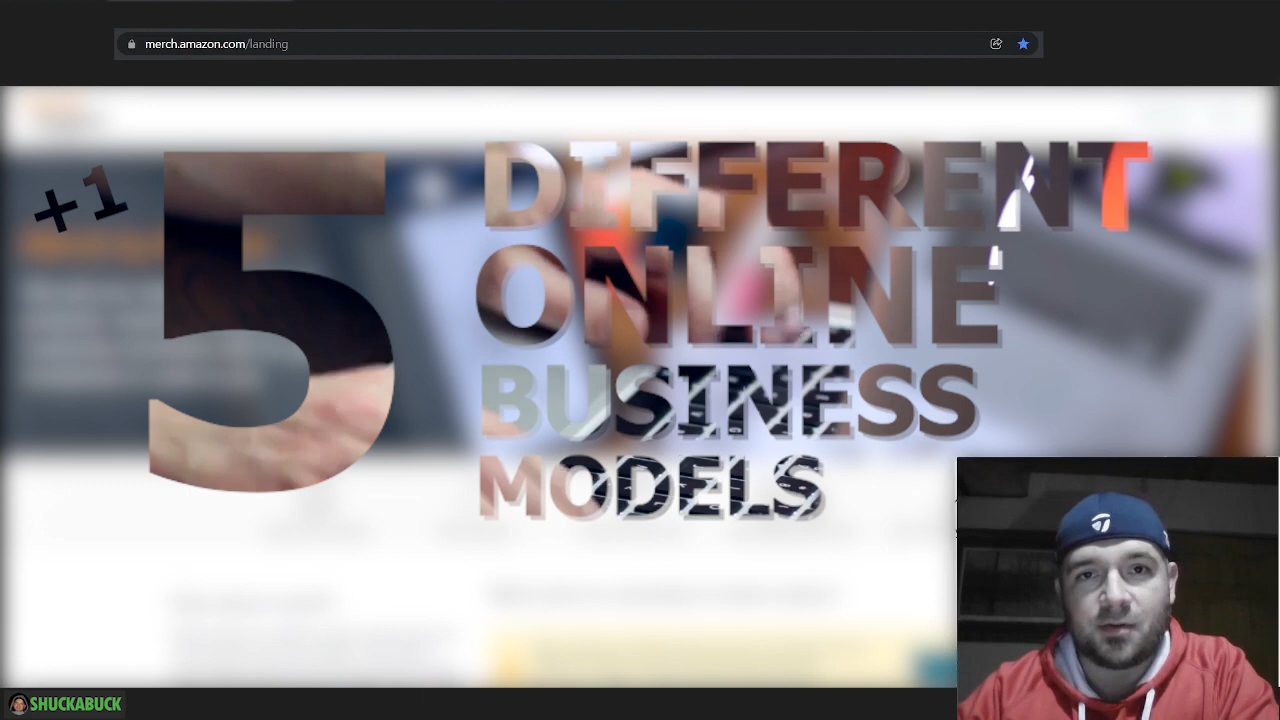 merch.amazon.com/landing
+1
5
DIFFERENT
ONLINE
BUSINESS
MODELS
SHUCKABUCK